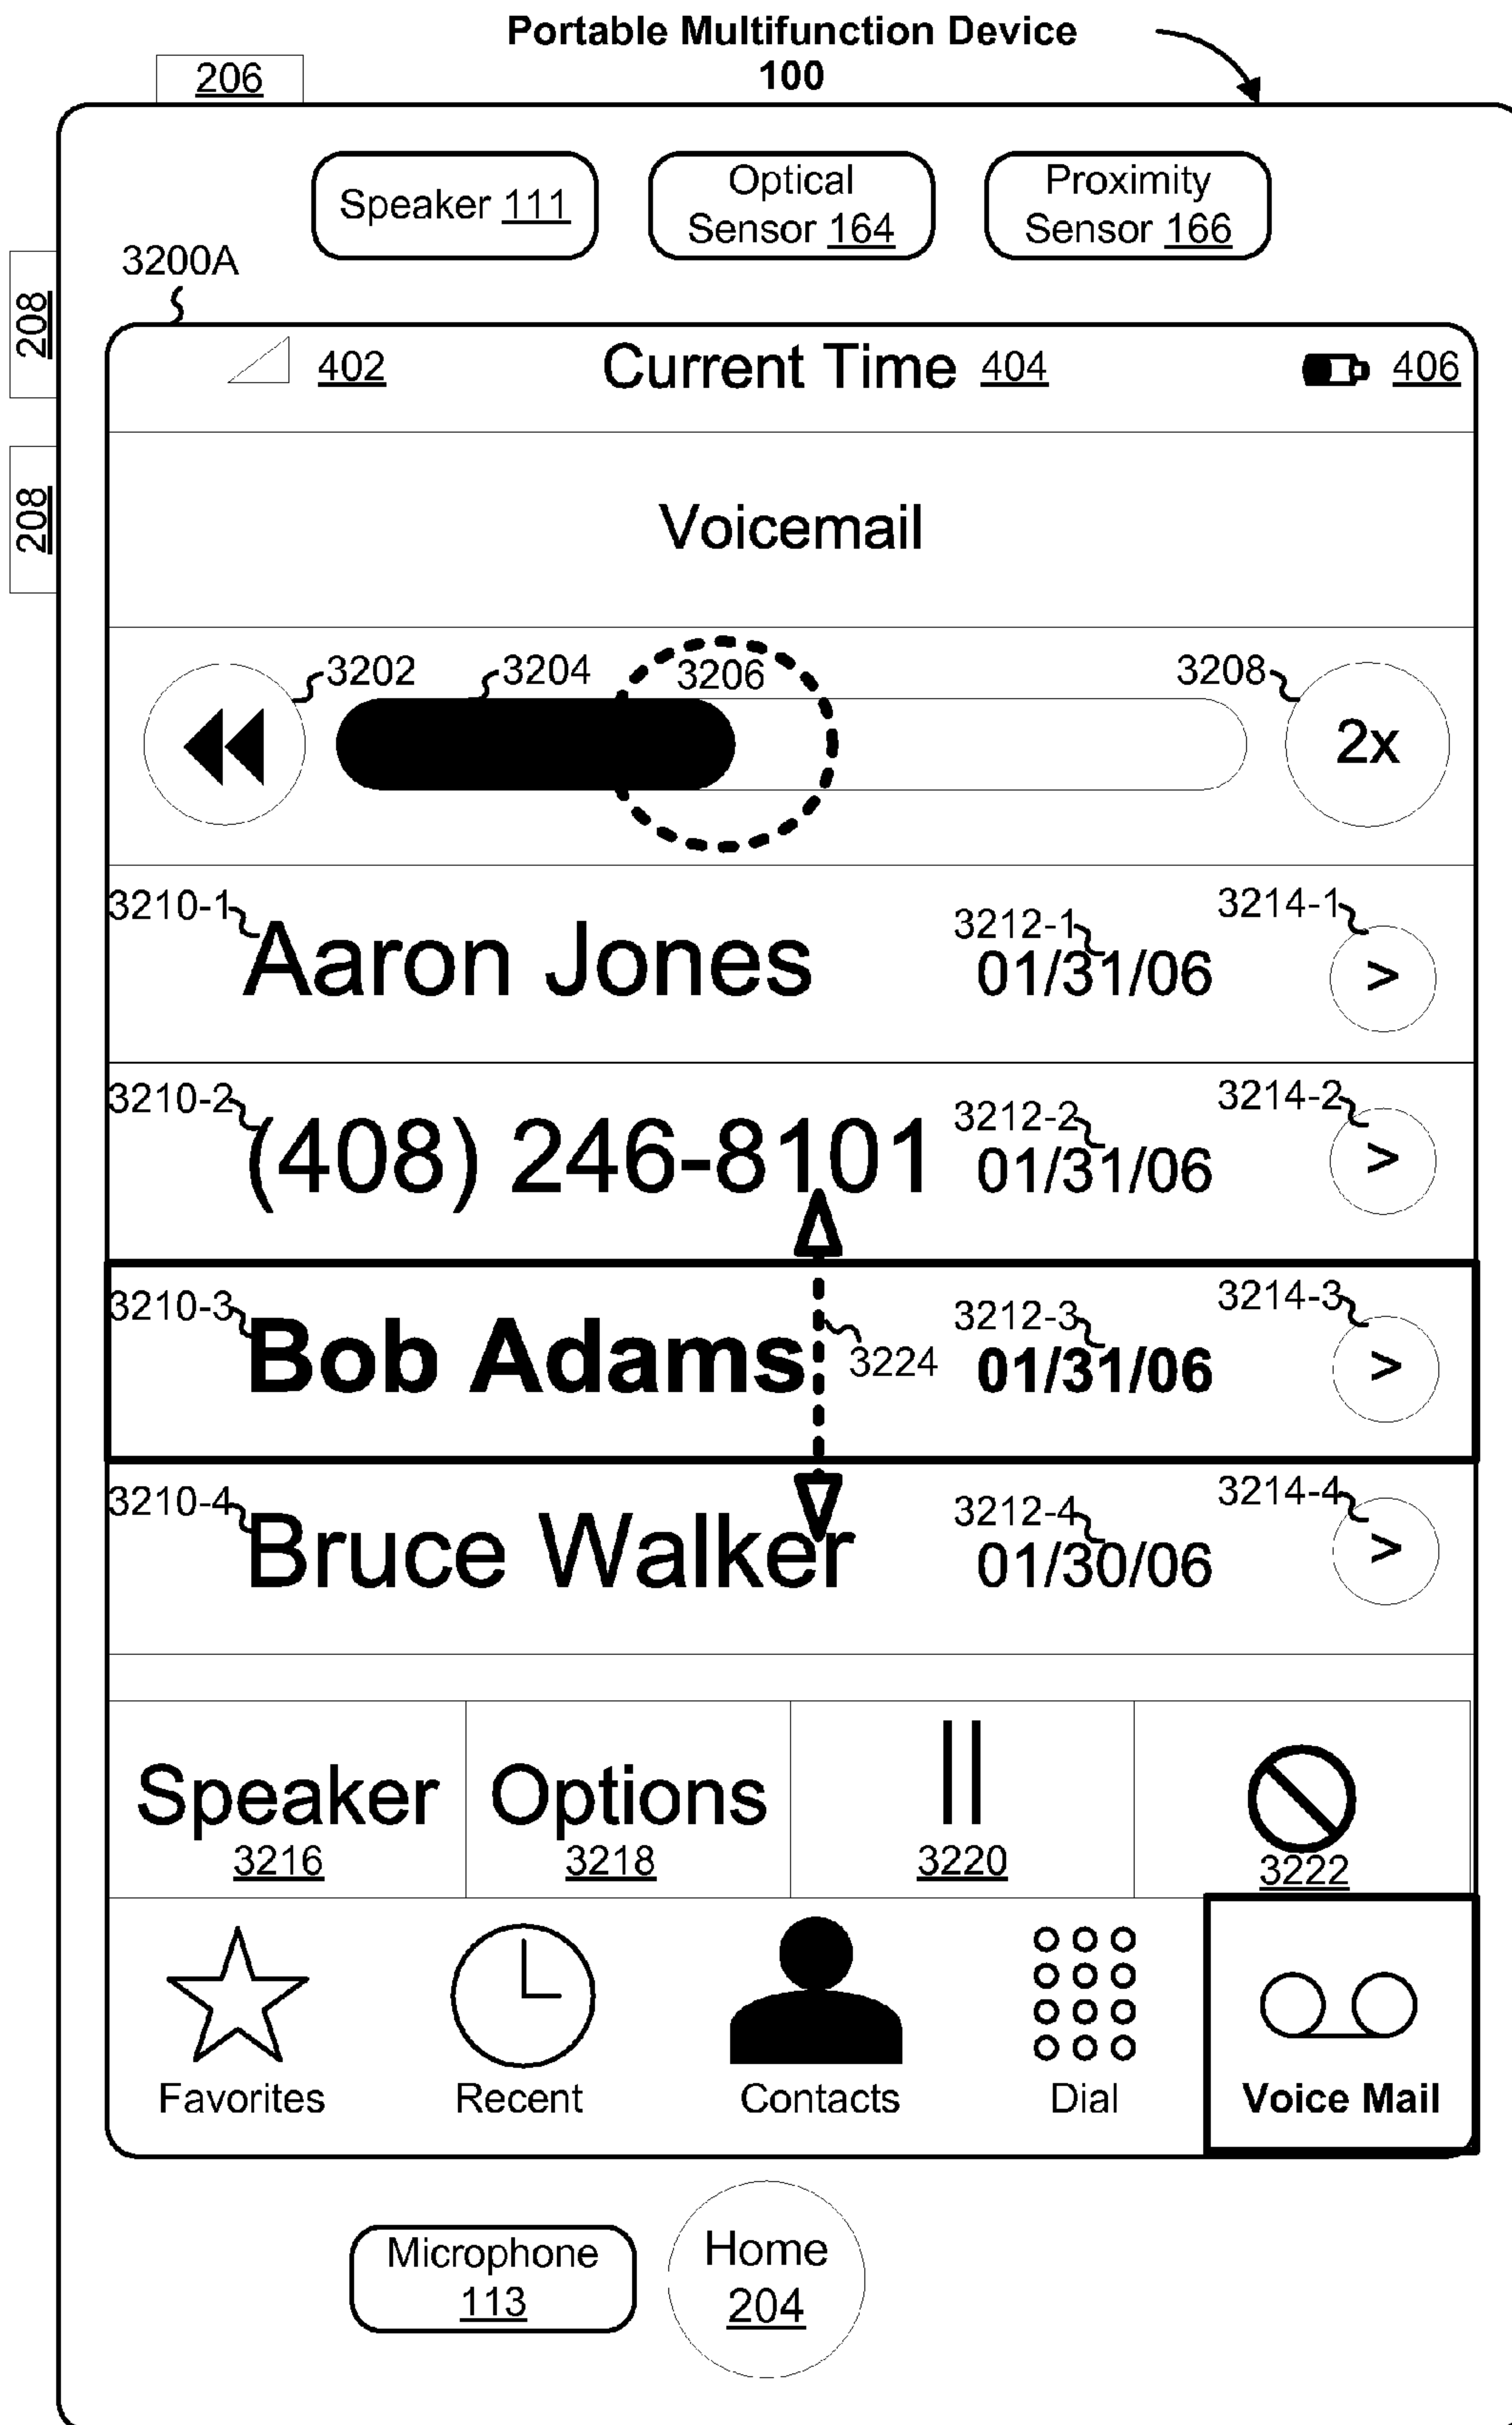 Portable Multifunction Device
100
206
Speaker 111
Optical
Sensor 164
Proximity
Sensor 166
3200A
208
208
402
Current Time 404
406
Voicemail
3202
3204
3206
3208
2x
3210-1
Aaron Jones
3212-1
01/31/06
3214-1
>
3210-2
(408) 246-8101
3212-2
01/31/06
3214-2
>
3210-3
Bob Adams
3224
3212-3
01/31/06
3214-3
>
3210-4
Bruce Walker
3212-4
01/30/06
3214-4
>
Speaker
3216
Options
3218
3220
3222
Favorites
Recent
Contacts
Dial
Voice Mail
Microphone
113
Home
204